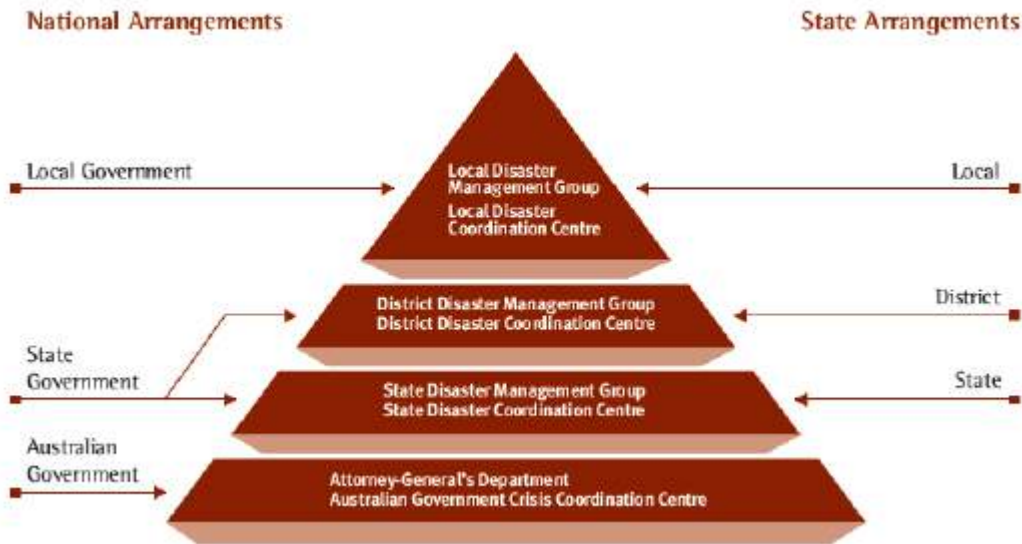 National Arrangements
State Arrangements
Local Government
Local Disaster
Management Group
Local Disaster
Coordination Centre
Local
District Disaster Management Group
District Disaster Coordination Centre
District
State
Government
State Disaster Management Group
State Disaster Coordination Centre
State
Australian
Government
Attorney-General's Department
Australian Government Crisis Coordination Centre